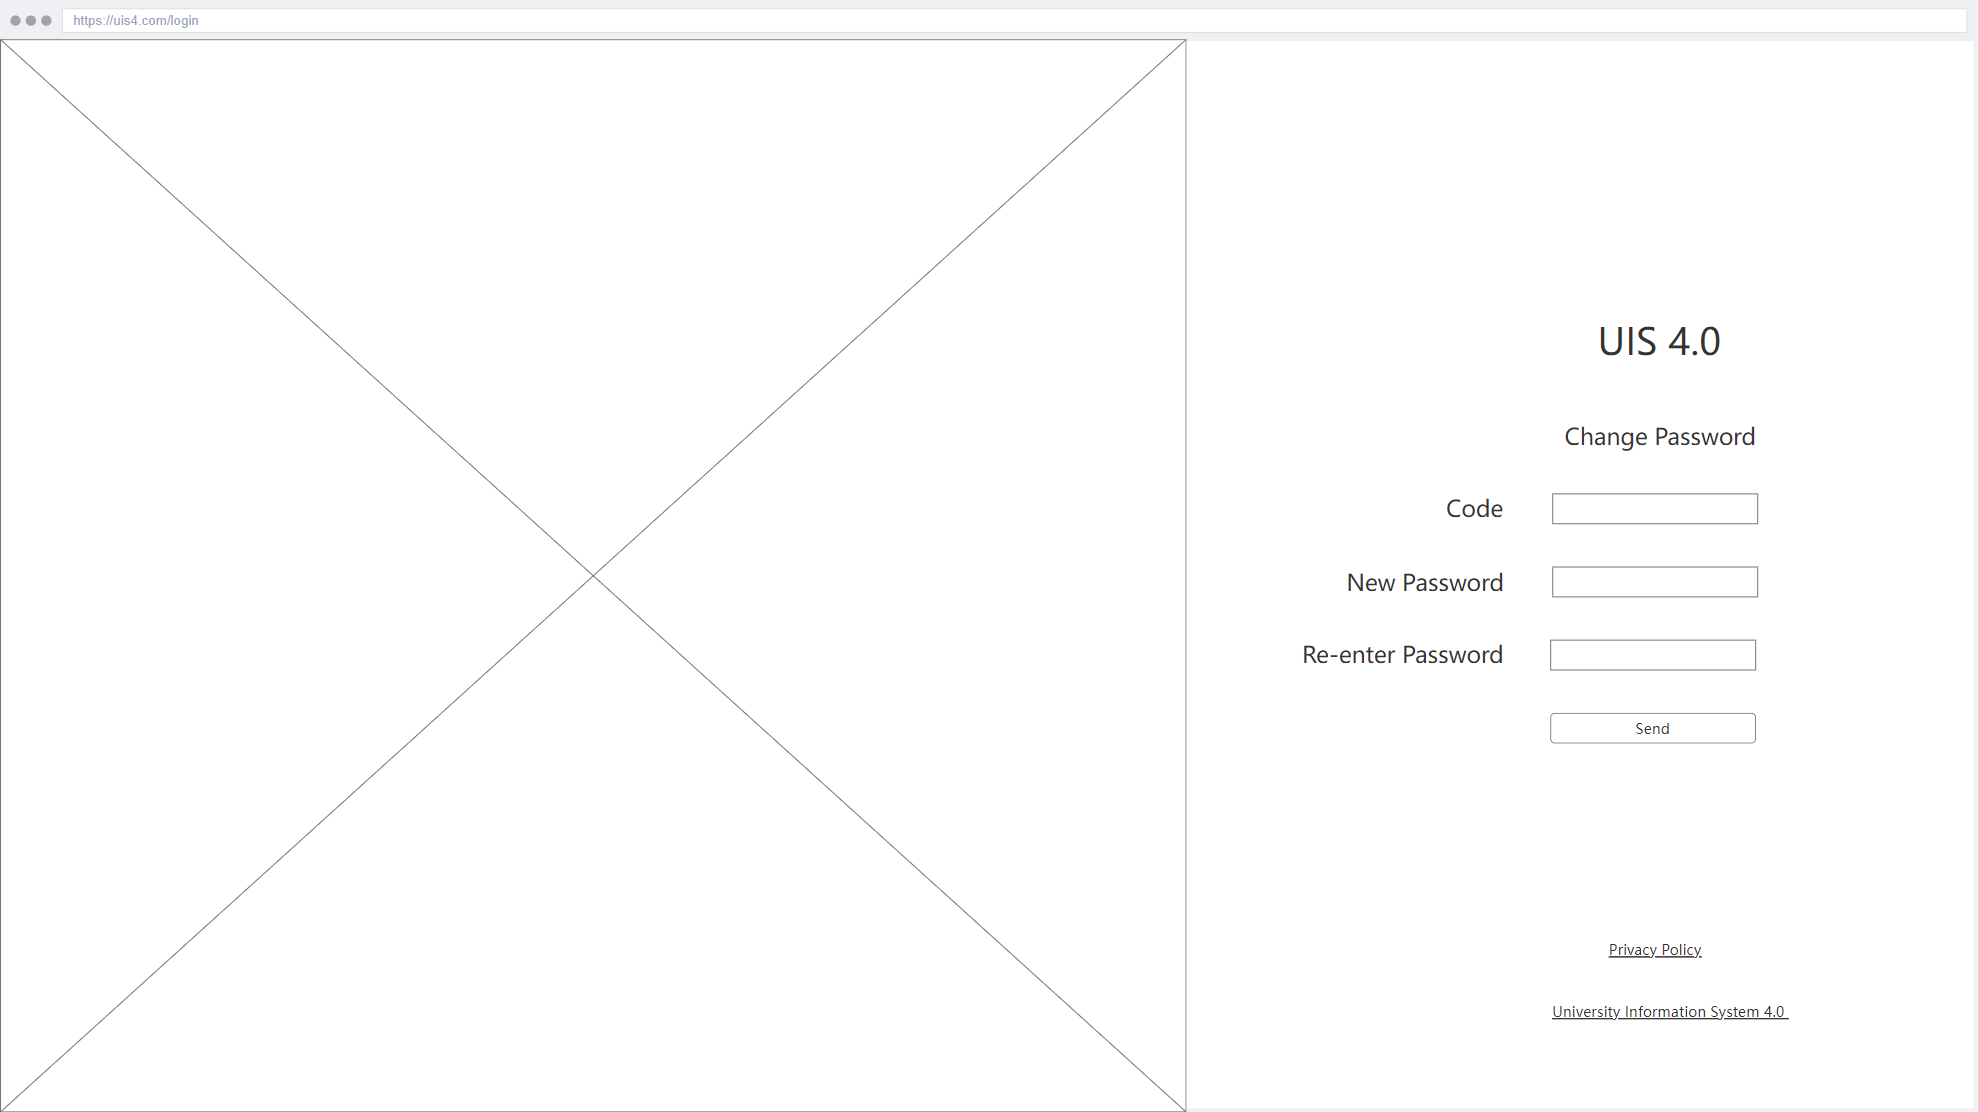 https://uis4.com/login
UIS 4.0
Change Password
Code
New Password
Re-enter Password
Send
Privacy Policy
University Information System 4.0